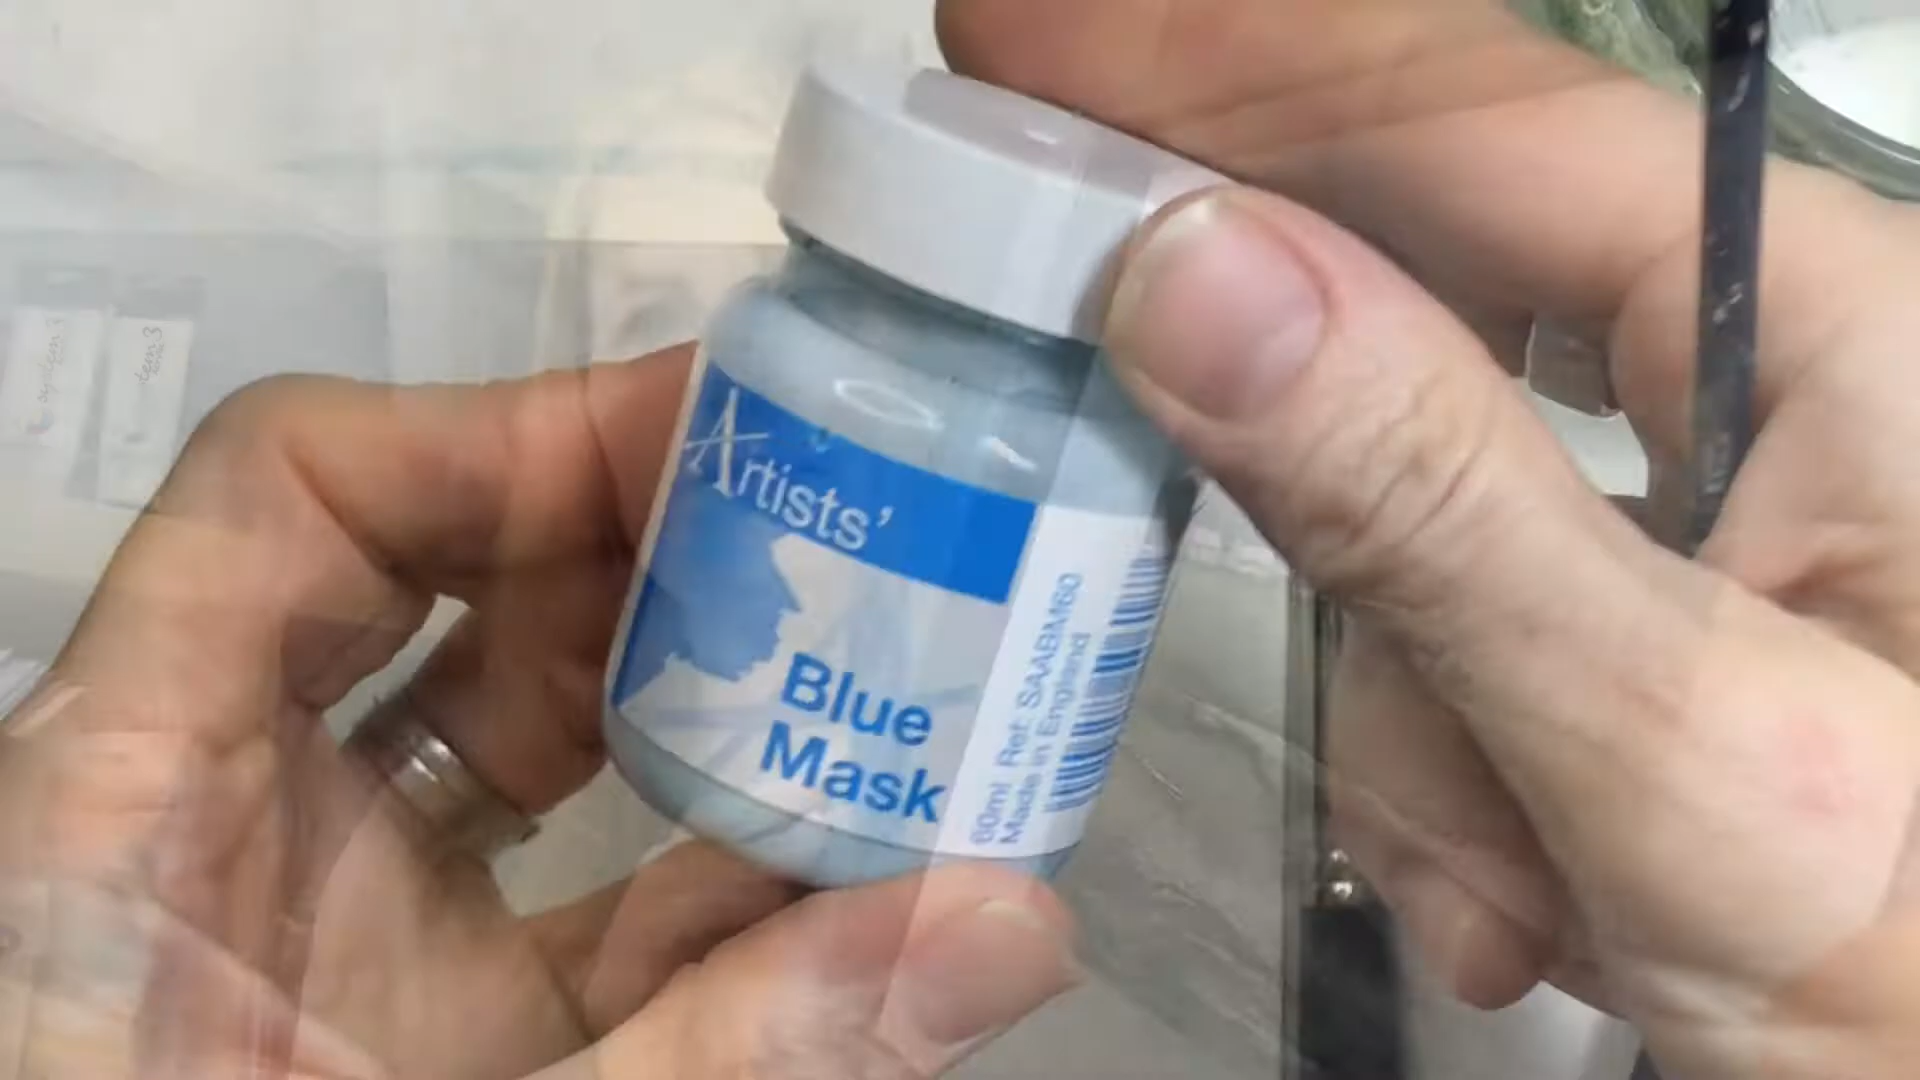 Artists'
Blue
Mask
60ml Ref: SAABM60
Made in England